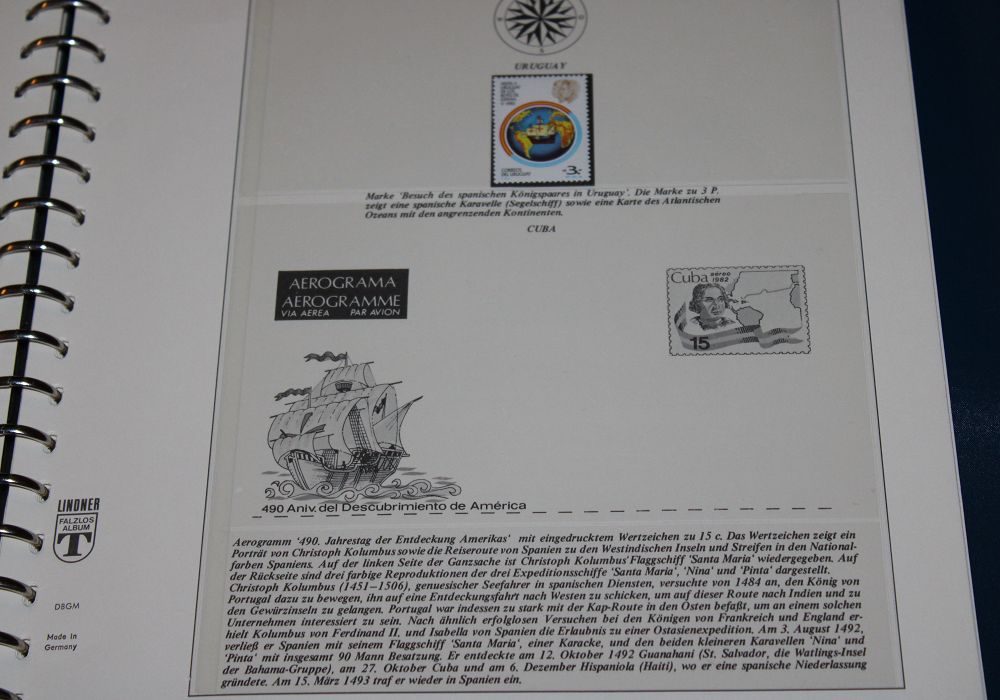 URUGUAY
3c
CORREOS
DEL URUGUAY
Marke 'Besuch des spanischen Königspaares in Uruguay'. Die Marke zu 3 P.
zeigt eine spanische Karavelle (Segelschiff) sowie eine Karte des Atlantischen
Ozeans mit den angrenzenden Kontinenten.
CUBA
AEROGRAMA
AEROGRAMME
VIA AEREA PAR AVION
Cuba aéreo
1982
15
490 Aniv. del Descubrimiento de América
Aerogramm '490. Jahrestag der Entdeckung Amerikas' mit eingedrucktem Wertzeichen zu 15 c. Das Wertzeichen zeigt ein
Porträt von Christoph Kolumbus sowie die Reiseroute von Spanien zu den Westindischen Inseln und Streifen in den National-
farben Spaniens. Auf der linken Seite der Ganzsache ist Christoph Kolumbus' Flaggschiff 'Santa Maria' wiedergegeben. Auf
der Rückseite sind drei farbige Reproduktionen der drei Expeditionsschiffe 'Santa Maria', 'Nina' und 'Pinta' dargestellt.
Christoph Kolumbus (1451-1506), genuesischer Seefahrer in spanischen Diensten, versuchte von 1484 an, den König von
Portugal dazu zu bewegen, ihn auf eine Entdeckungsfahrt nach Westen zu schicken, um auf dieser Route nach Indien und zu
den Gewürzinseln zu gelangen. Portugal war indessen zu stark mit der Kap-Route in den Osten befaßt, um an einem solchen
Unternehmen interessiert zu sein. Nach ähnlich erfolglosen Versuchen bei den Königen von Frankreich und England er-
hielt Kolumbus von Ferdinand II. und Isabella von Spanien die Erlaubnis zu einer Ostasienexpedition. Am 3. August 1492,
verließ er Spanien mit seinem Flaggschiff 'Santa Maria', einer Karacke, und den beiden kleineren Karavellen 'Nina' und
'Pinta' mit insgesamt 90 Mann Besatzung. Er entdeckte am 12. Oktober 1492 Guanahani (St. Salvador, die Watlings-Insel
der Bahama-Gruppe), am 27. Oktober Cuba und am 6. Dezember Hispaniola (Haiti), wo er eine spanische Niederlassung
gründete. Am 15. März 1493 traf er wieder in Spanien ein.
LINDNER
FALZLOS
ALBUM
T
DBGM
Made in
Germany